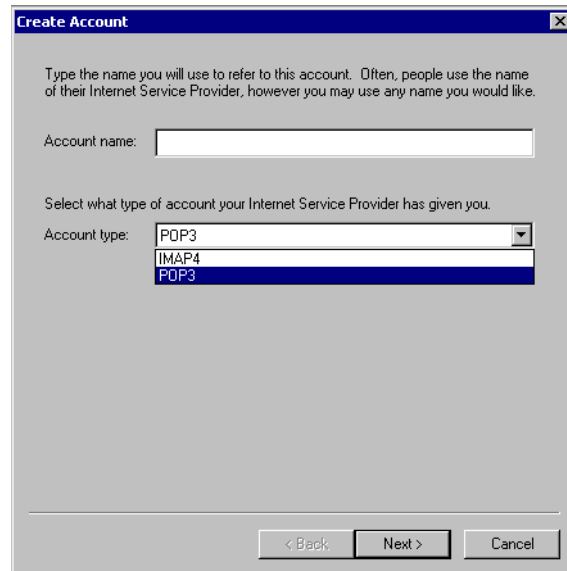 Create Account
Type the name you will use to refer to this account.  Often, people use the name
of their Internet Service Provider, however you may use any name you would like.
Account name:
Select what type of account your Internet Service Provider has given you.
Account type: POP3
IMAP4
POP3
< Back Next > Cancel